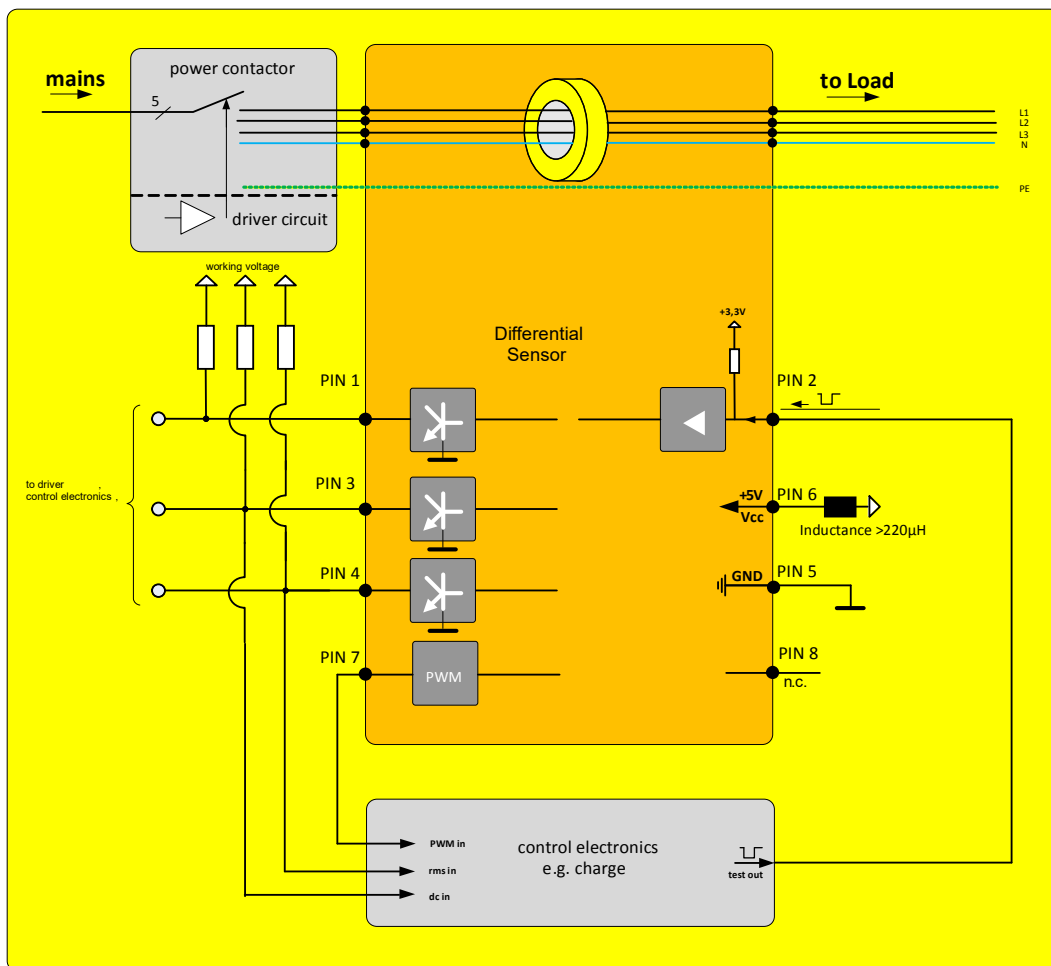 mains
power contactor
5
driver circuit
to Load
L1
L2
L3
N
PE
working voltage
Differential
Sensor
+3,3V
PIN 1
PIN 2
to driver ,
control electronics ,
PIN 3
+5V
Vcc
PIN 6
Inductance >220µH
PIN 4
GND
PIN 5
PIN 7
PWM
PIN 8
n.c.
PWM in
rms in
dc in
control electronics
e.g. charge
test out